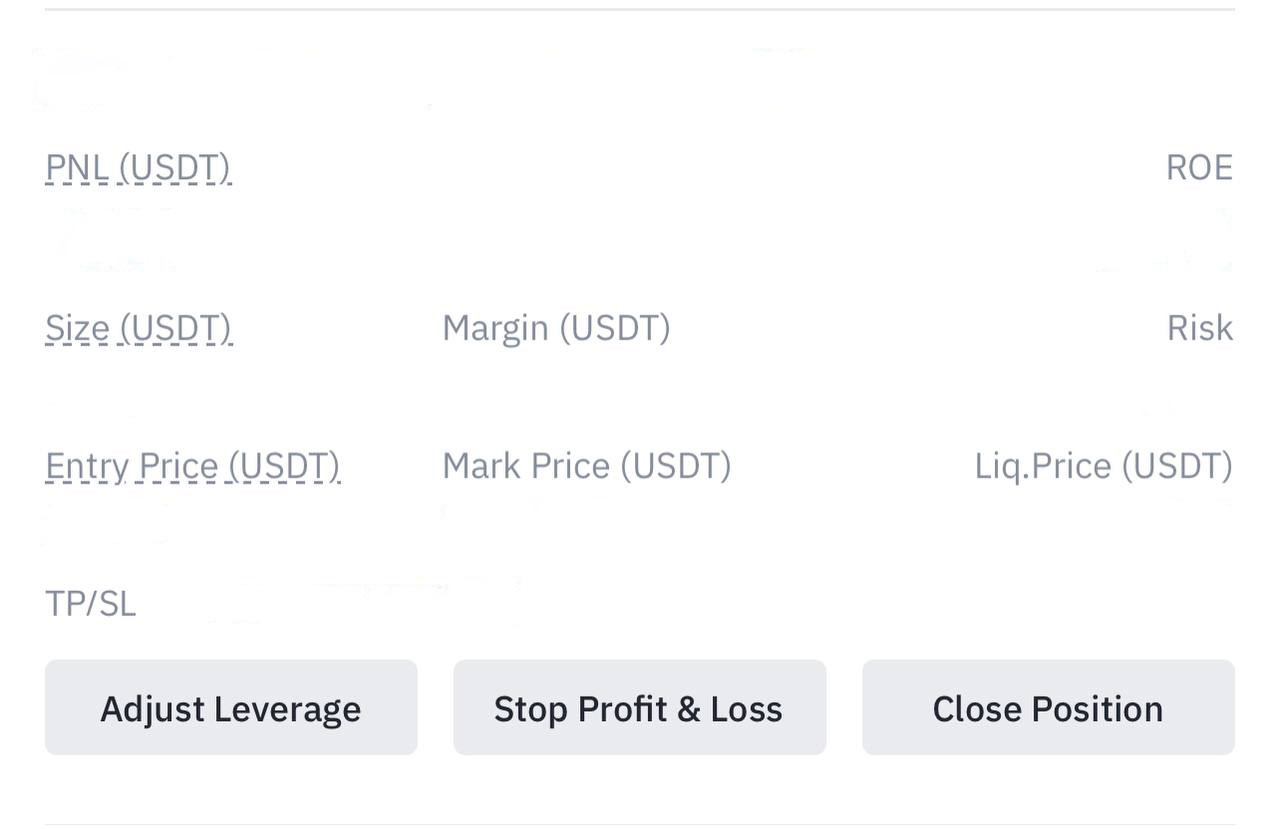 PNL (USDT) ROE
Size (USDT) Margin (USDT) Risk
Entry Price (USDT) Mark Price (USDT) Liq.Price (USDT)
TP/SL
Adjust Leverage Stop Profit & Loss Close Position